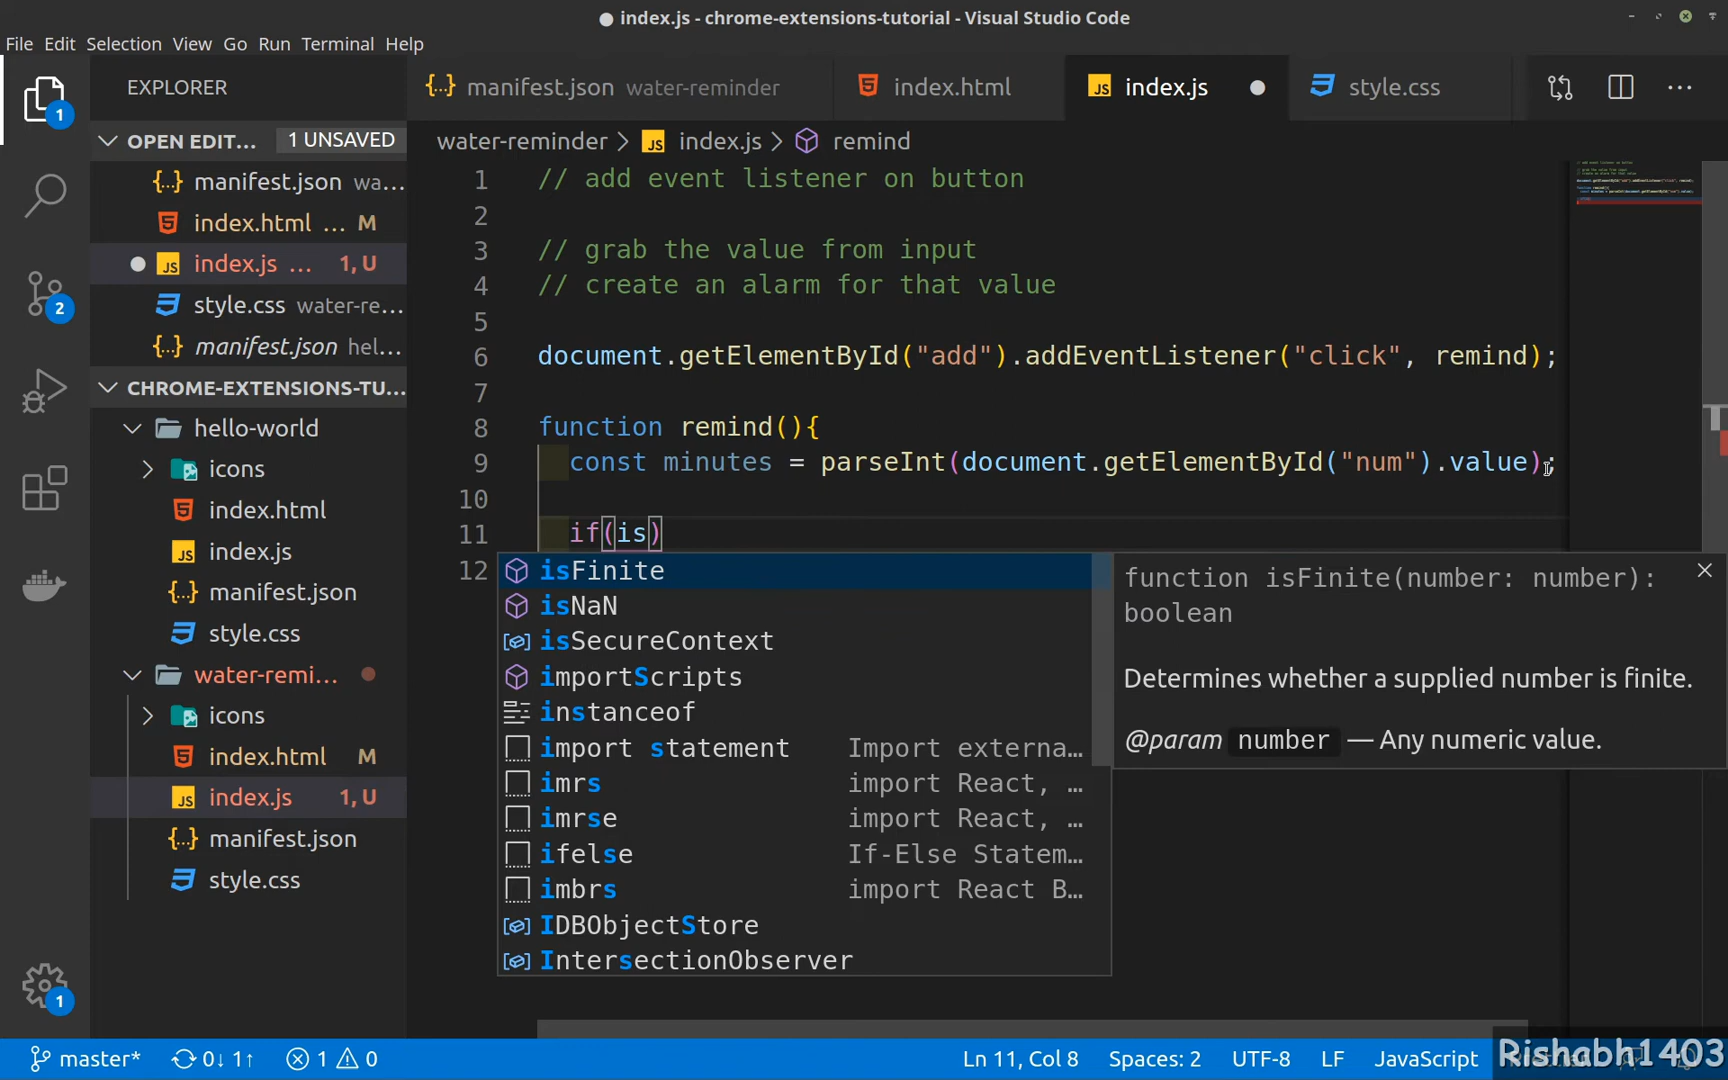 index.js - chrome-extensions-tutorial - Visual Studio Code
File Edit Selection View Go Run Terminal Help
EXPLORER
manifest.json water-reminder
index.html
JS index.js
style.css
OPEN EDIT... 1 UNSAVED
water-reminder > JS index.js > remind
{..} manifest.json wa...
index.html ... M
JS index.js ... 1, U
style.css water-re...
{..} manifest.json hel...
CHROME-EXTENSIONS-TU...
hello-world
icons
index.html
JS index.js
{..} manifest.json
style.css
water-remi...
icons
index.html M
JS index.js 1, U
{..} manifest.json
style.css
1 // add event listener on button
2
3 // grab the value from input
4 // create an alarm for that value
5
6 document.getElementById("add").addEventListener("click", remind);
7
8 function remind(){
9 const minutes = parseInt(document.getElementById("num").value);
10
11 if(is)
12
isFinite
isNaN
isSecureContext
importScripts
instanceof
import statement Import externa...
imrs import React, ...
imrse import React, ...
ifelse If-Else Statem...
imbrs import React B...
IDBObjectStore
IntersectionObserver
function isFinite(number: number):
boolean
Determines whether a supplied number is finite.
@param number — Any numeric value.
1
2
1
master* 0↓ 1↑ 1 0 Ln 11, Col 8 Spaces: 2 UTF-8 LF JavaScript
Rishabh1403